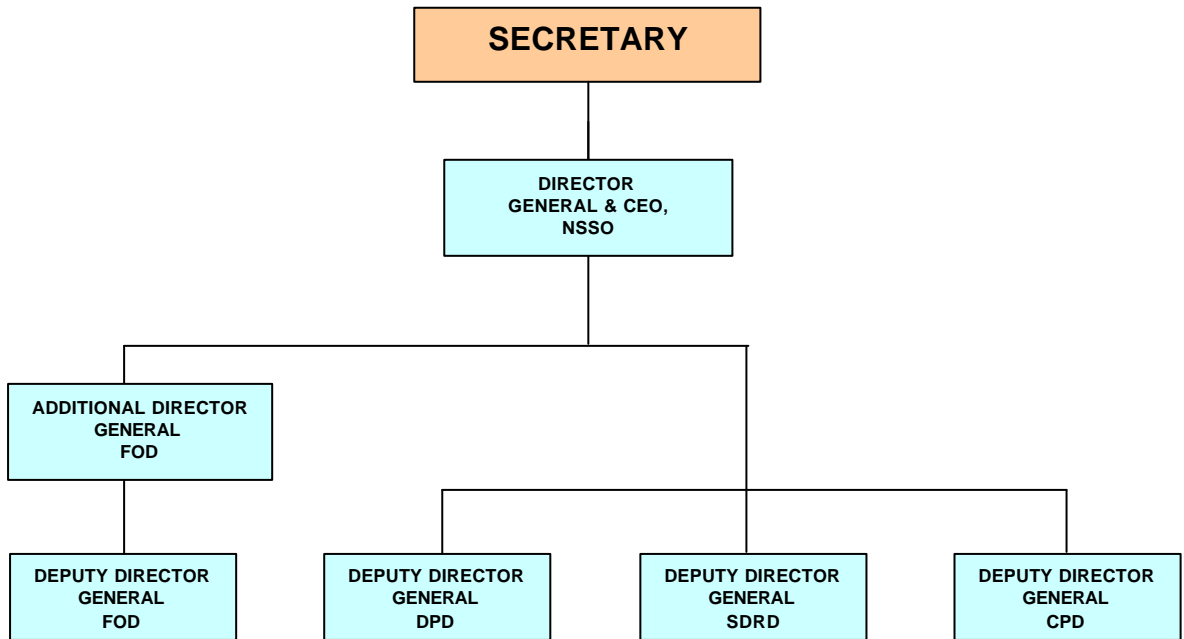 SECRETARY
DIRECTOR
GENERAL & CEO,
NSSO
ADDITIONAL DIRECTOR
GENERAL
FOD
DEPUTY DIRECTOR
GENERAL
FOD
DEPUTY DIRECTOR
GENERAL
DPD
DEPUTY DIRECTOR
GENERAL
SDRD
DEPUTY DIRECTOR
GENERAL
CPD